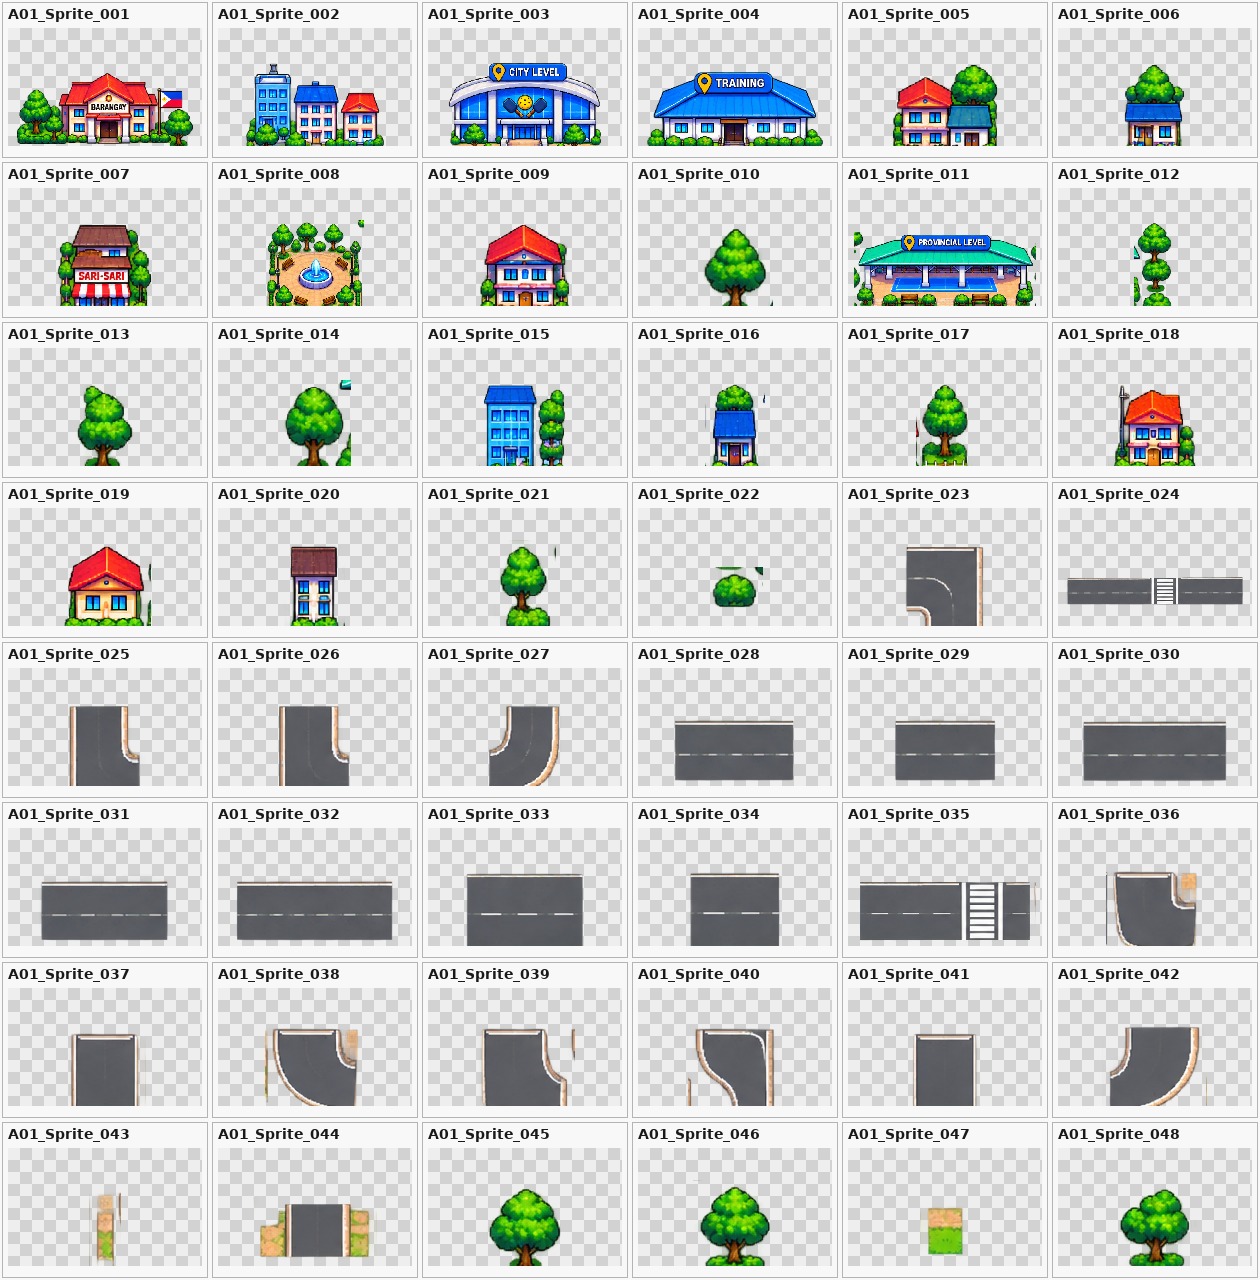 A01_Sprite_001 A01_Sprite_002 A01_Sprite_003 A01_Sprite_004 A01_Sprite_005 A01_Sprite_006
BARANGAY
CITY LEVEL
TRAINING
A01_Sprite_007 A01_Sprite_008 A01_Sprite_009 A01_Sprite_010 A01_Sprite_011 A01_Sprite_012
SARI-SARI
PROVINCIAL LEVEL
A01_Sprite_013 A01_Sprite_014 A01_Sprite_015 A01_Sprite_016 A01_Sprite_017 A01_Sprite_018
A01_Sprite_019 A01_Sprite_020 A01_Sprite_021 A01_Sprite_022 A01_Sprite_023 A01_Sprite_024
A01_Sprite_025 A01_Sprite_026 A01_Sprite_027 A01_Sprite_028 A01_Sprite_029 A01_Sprite_030
A01_Sprite_031 A01_Sprite_032 A01_Sprite_033 A01_Sprite_034 A01_Sprite_035 A01_Sprite_036
A01_Sprite_037 A01_Sprite_038 A01_Sprite_039 A01_Sprite_040 A01_Sprite_041 A01_Sprite_042
A01_Sprite_043 A01_Sprite_044 A01_Sprite_045 A01_Sprite_046 A01_Sprite_047 A01_Sprite_048